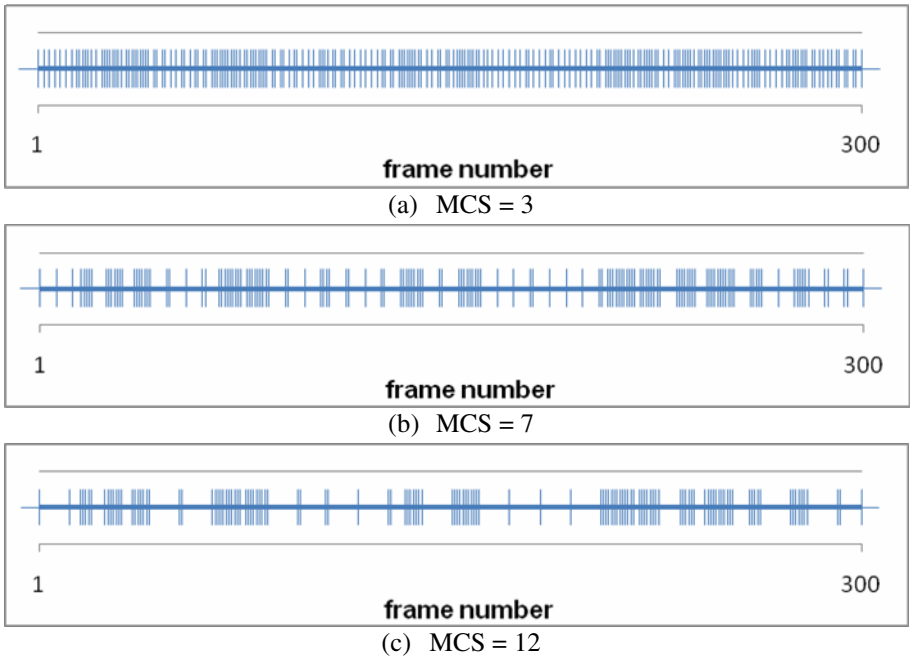 1 300
frame number
(a) MCS = 3
1 300
frame number
(b) MCS = 7
1 300
frame number
(c) MCS = 12